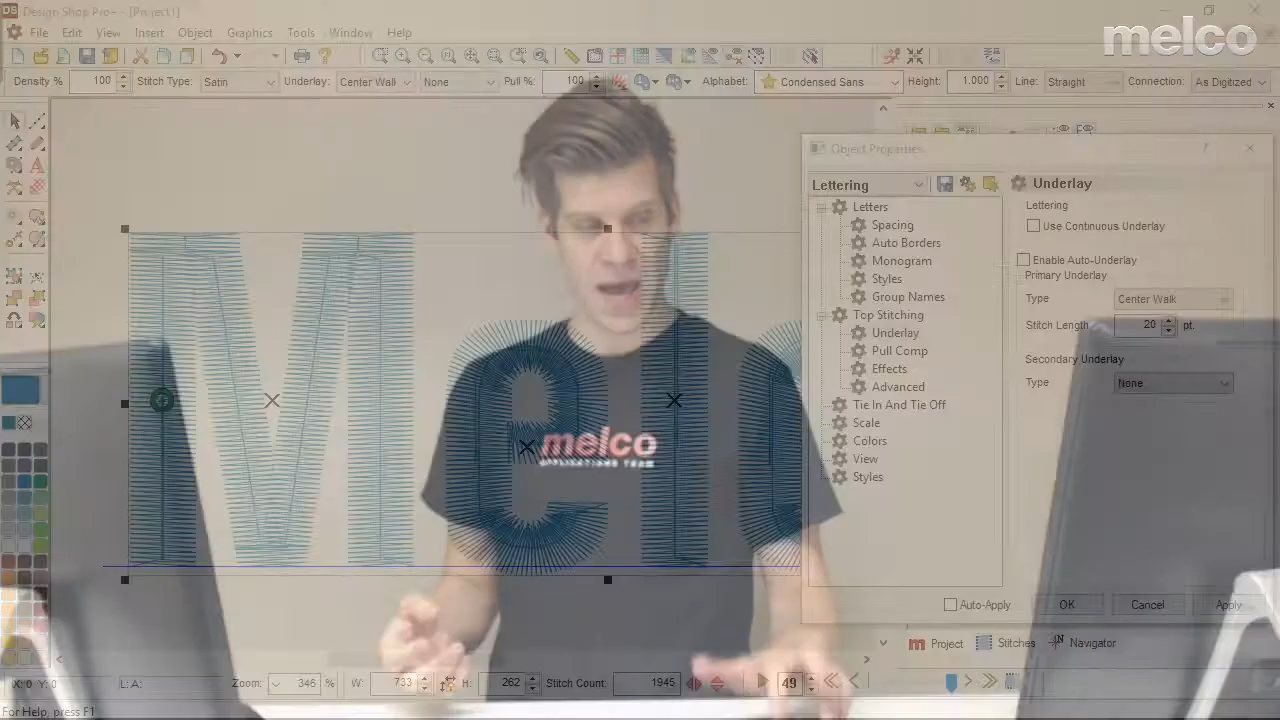 DS Design Shop Pro+ - [Project1]
melco
File Edit View Insert Object Graphics Tools Window Help
Density % 100 Stitch Type: Satin Underlay: Center Walk None Pull %: 100 Alphabet: Condensed Sans Height: 1.000 Line: Straight Connection: As Digitized
Object Properties
Lettering
Underlay
Letters
Spacing
Auto Borders
Monogram
Styles
Group Names
Top Stitching
Underlay
Pull Comp
Effects
Advanced
Tie In And Tie Off
Scale
Colors
View
Styles
Lettering
Use Continuous Underlay
Enable Auto-Underlay
Primary Underlay
Type Center Walk
Stitch Length 20 pt.
Secondary Underlay
Type None
Melc
melco
APPLICATIONS TEAM
Auto-Apply OK Cancel Apply
Project Stitches Navigator
X: 0 Y: 0 L: A: Zoom: 346 % W: 733 H: 262 Stitch Count: 1945 49
For Help, press F1